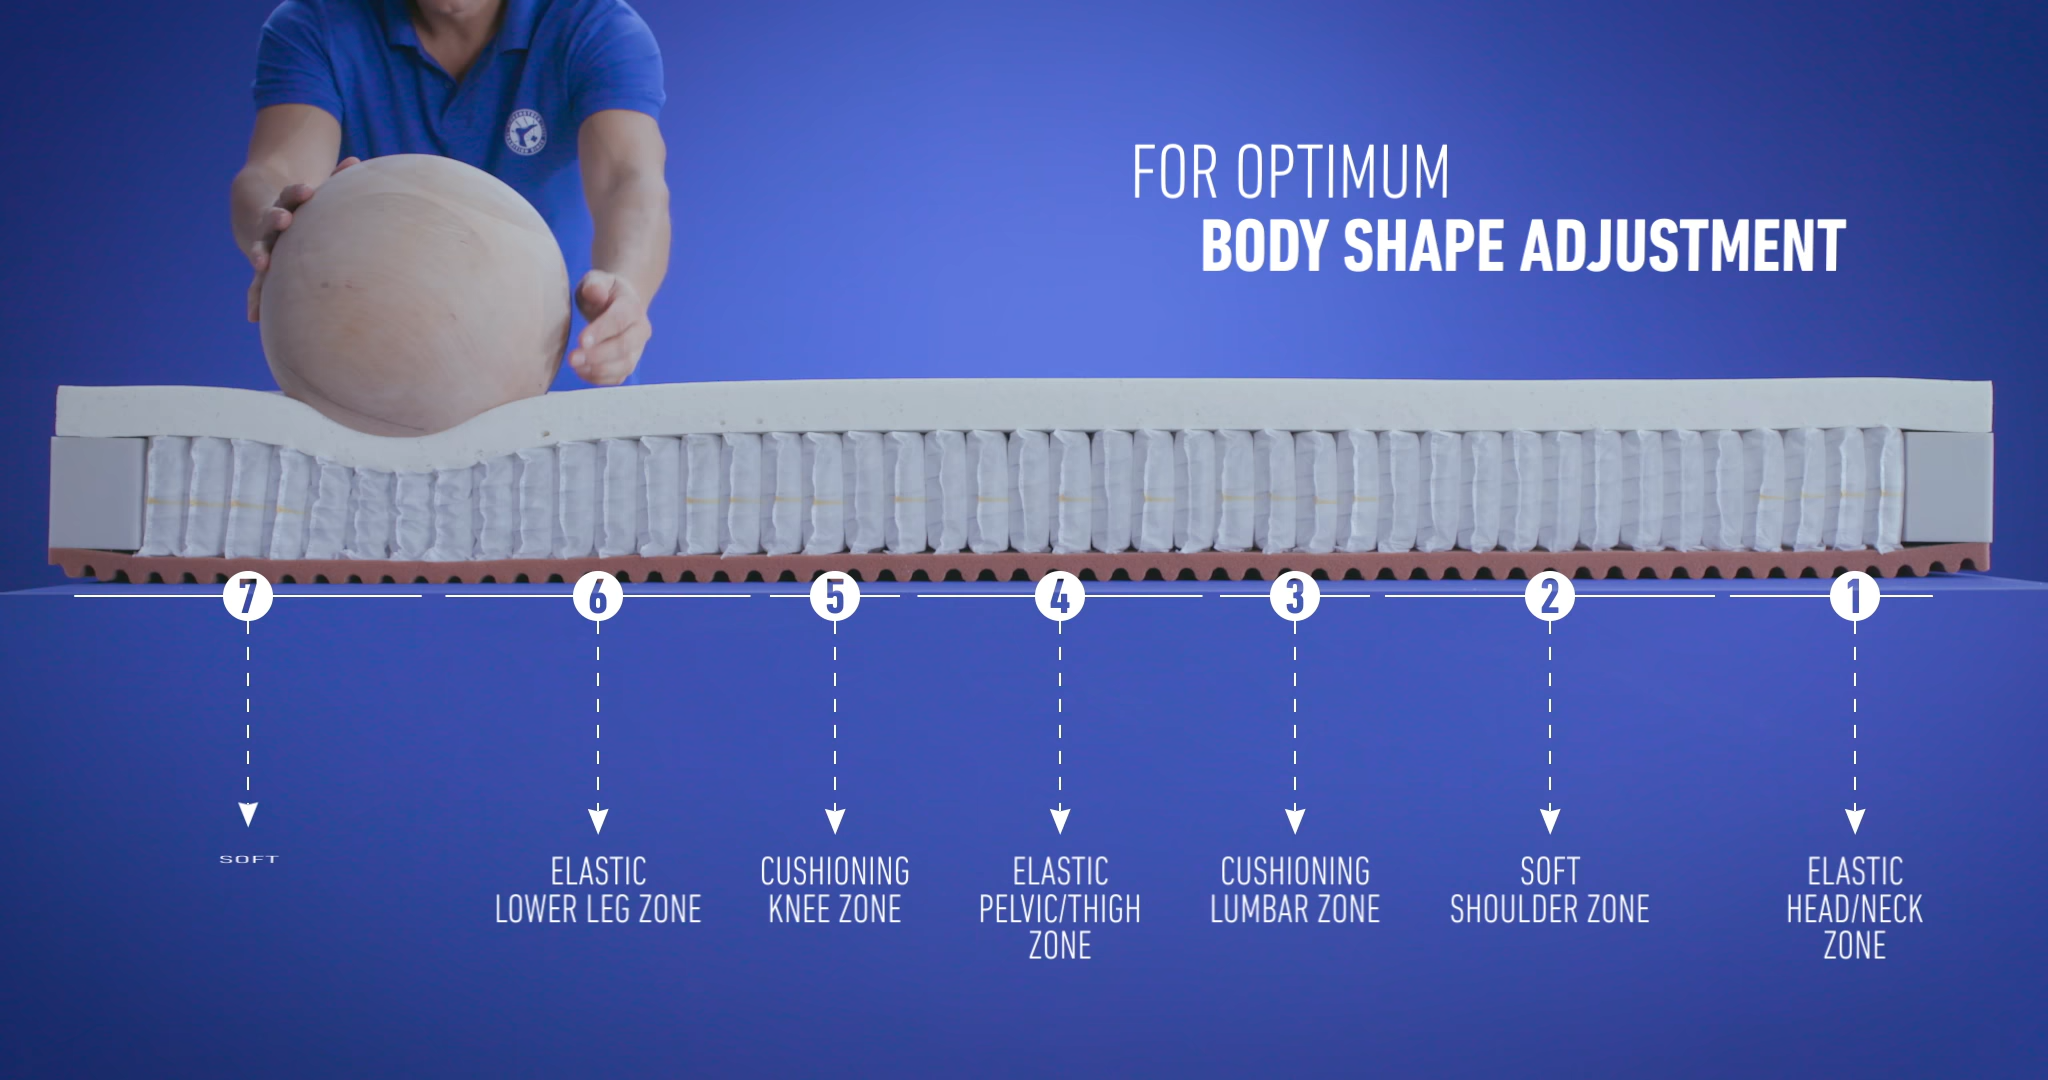 FOR OPTIMUM
BODY SHAPE ADJUSTMENT
7
6
5
4
3
2
1
SOFT
ELASTIC
LOWER LEG ZONE
CUSHIONING
KNEE ZONE
ELASTIC
PELVIC/THIGH
ZONE
CUSHIONING
LUMBAR ZONE
SOFT
SHOULDER ZONE
ELASTIC
HEAD/NECK
ZONE